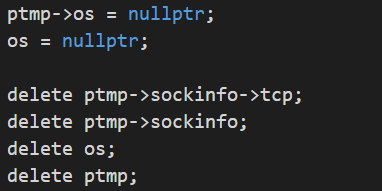 ptmp->os = nullptr;
os = nullptr;
delete ptmp->sockinfo->tcp;
delete ptmp->sockinfo;
delete os;
delete ptmp;